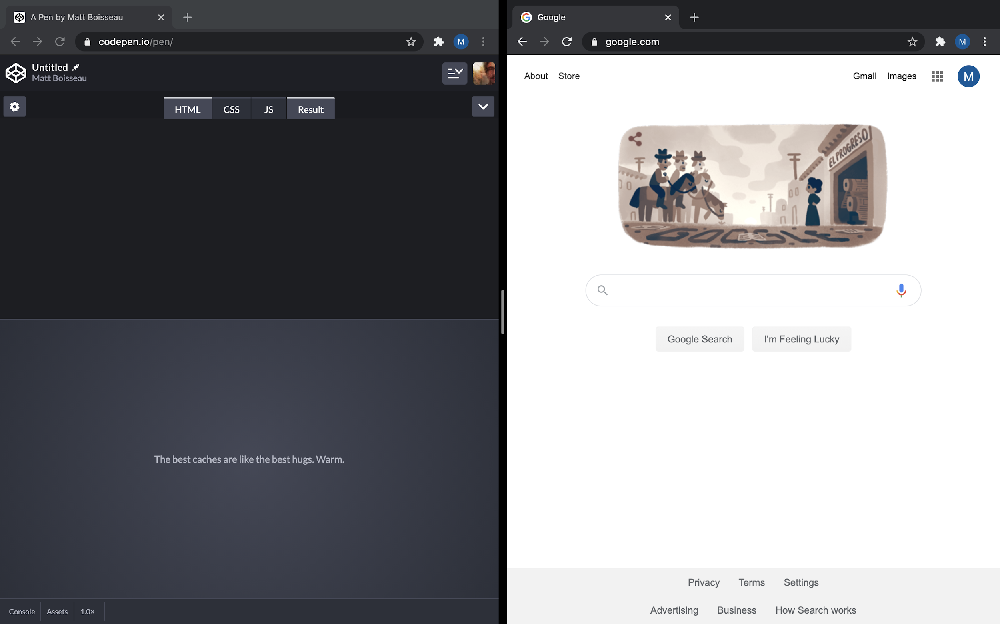 A Pen by Matt Boisseau
codepen.io/pen/
M
Untitled
Matt Boisseau
HTML CSS JS Result
The best caches are like the best hugs. Warm.
Console Assets 1.0×
Google
google.com
M
About Store Gmail Images M
EL PROGRESO
GOOGLE
Google Search I'm Feeling Lucky
Privacy Terms Settings
Advertising Business How Search works